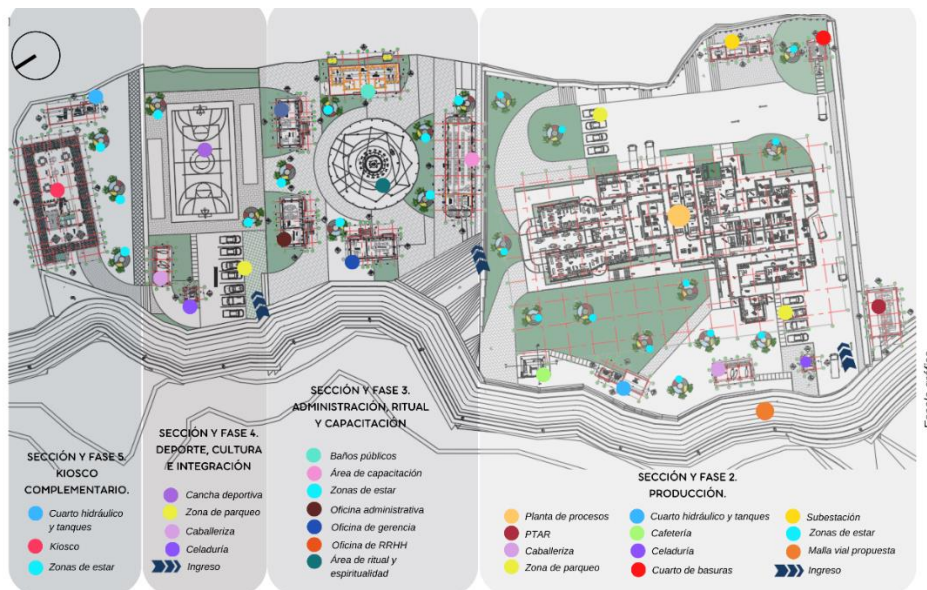 SECCIÓN Y FASE 5.
KIOSCO
COMPLEMENTARIO.
Cuarto hidráulico
y tanques
Kiosco
Zonas de estar
SECCIÓN Y FASE 4.
DEPORTE, CULTURA
E INTEGRACIÓN
Cancha deportiva
Zona de parqueo
Caballeriza
Celaduría
Ingreso
SECCIÓN Y FASE 3.
ADMINISTRACIÓN, RITUAL
Y CAPACITACIÓN
Baños públicos
Área de capacitación
Zonas de estar
Oficina administrativa
Oficina de gerencia
Oficina de RRHH
Área de ritual y
espiritualidad
SECCIÓN Y FASE 2.
PRODUCCIÓN.
Planta de procesos
PTAR
Caballeriza
Zona de parqueo
Cuarto hidráulico y tanques
Cafetería
Celaduría
Cuarto de basuras
Subestación
Zonas de estar
Malla vial propuesta
Ingreso